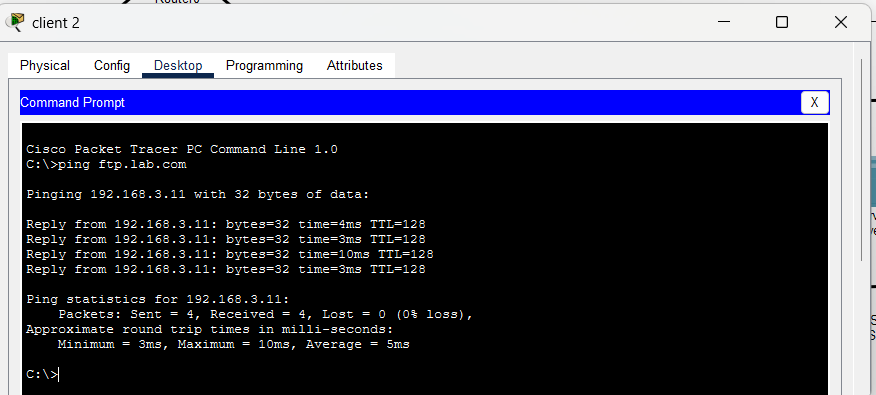 Router0
client 2
Physical Config Desktop Programming Attributes
Command Prompt
X
Cisco Packet Tracer PC Command Line 1.0
C:\>ping ftp.lab.com
Pinging 192.168.3.11 with 32 bytes of data:
Reply from 192.168.3.11: bytes=32 time=4ms TTL=128
Reply from 192.168.3.11: bytes=32 time=3ms TTL=128
Reply from 192.168.3.11: bytes=32 time=10ms TTL=128
Reply from 192.168.3.11: bytes=32 time=3ms TTL=128
Ping statistics for 192.168.3.11:
Packets: Sent = 4, Received = 4, Lost = 0 (0% loss),
Approximate round trip times in milli-seconds:
Minimum = 3ms, Maximum = 10ms, Average = 5ms
C:\>